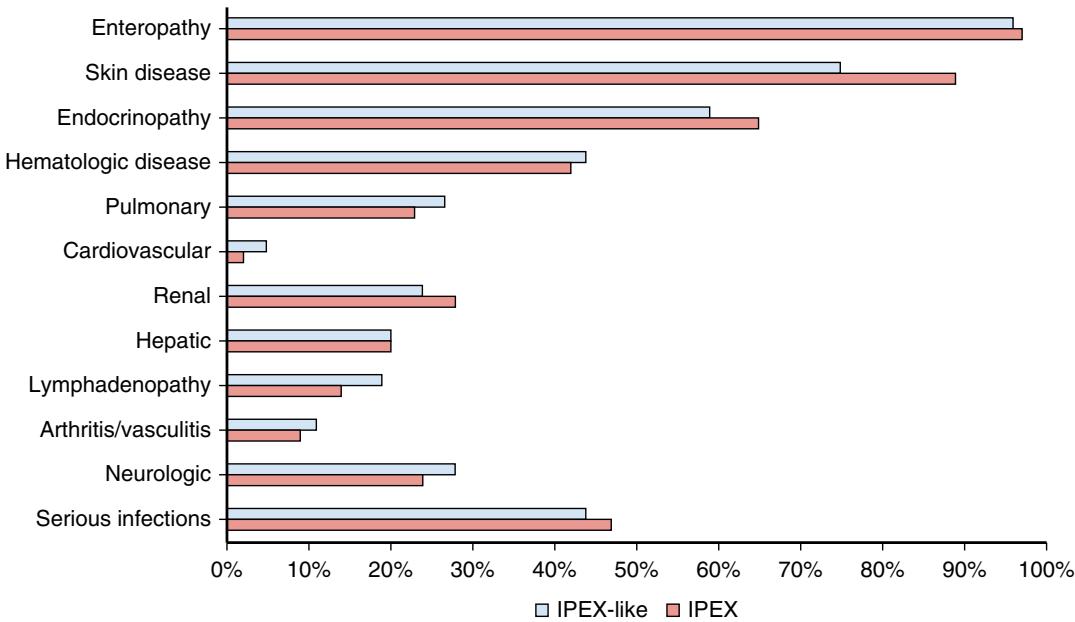 Enteropathy
Skin disease
Endocrinopathy
Hematologic disease
Pulmonary
Cardiovascular
Renal
Hepatic
Lymphadenopathy
Arthritis/vasculitis
Neurologic
Serious infections
0% 10% 20% 30% 40% 50% 60% 70% 80% 90% 100%
IPEX-like IPEX